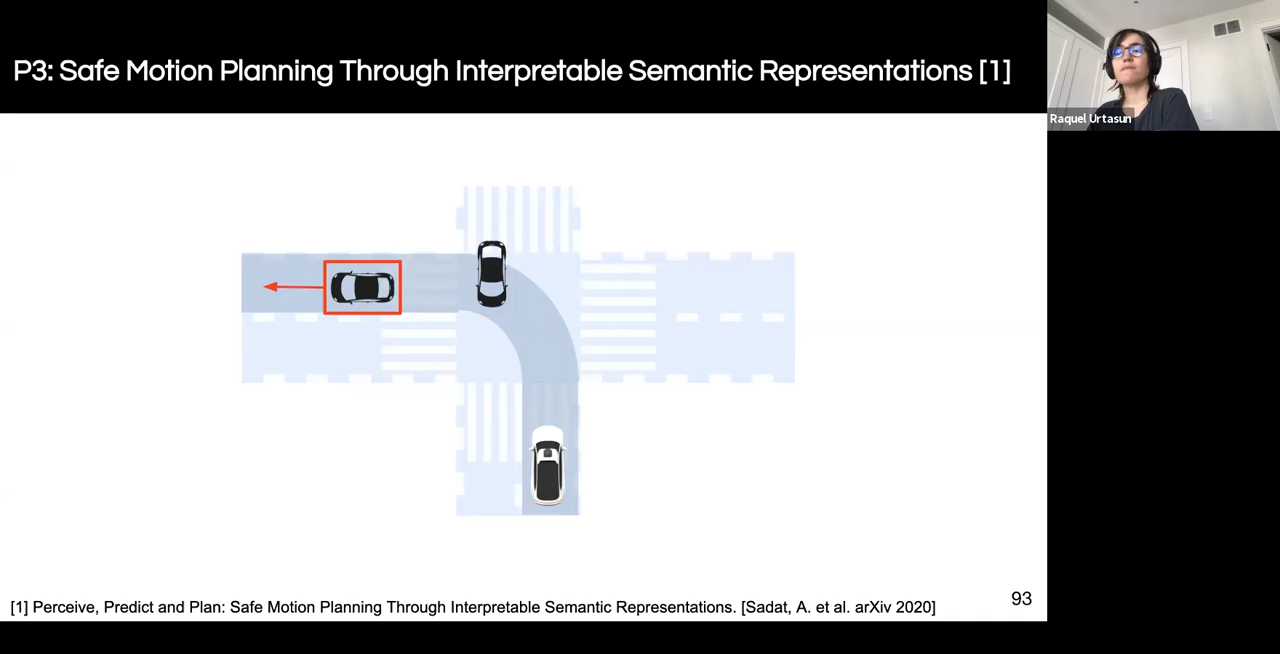 P3: Safe Motion Planning Through Interpretable Semantic Representations [1]
Raquel Urtasun
[1] Perceive, Predict and Plan: Safe Motion Planning Through Interpretable Semantic Representations. [Sadat, A. et al. arXiv 2020]
93